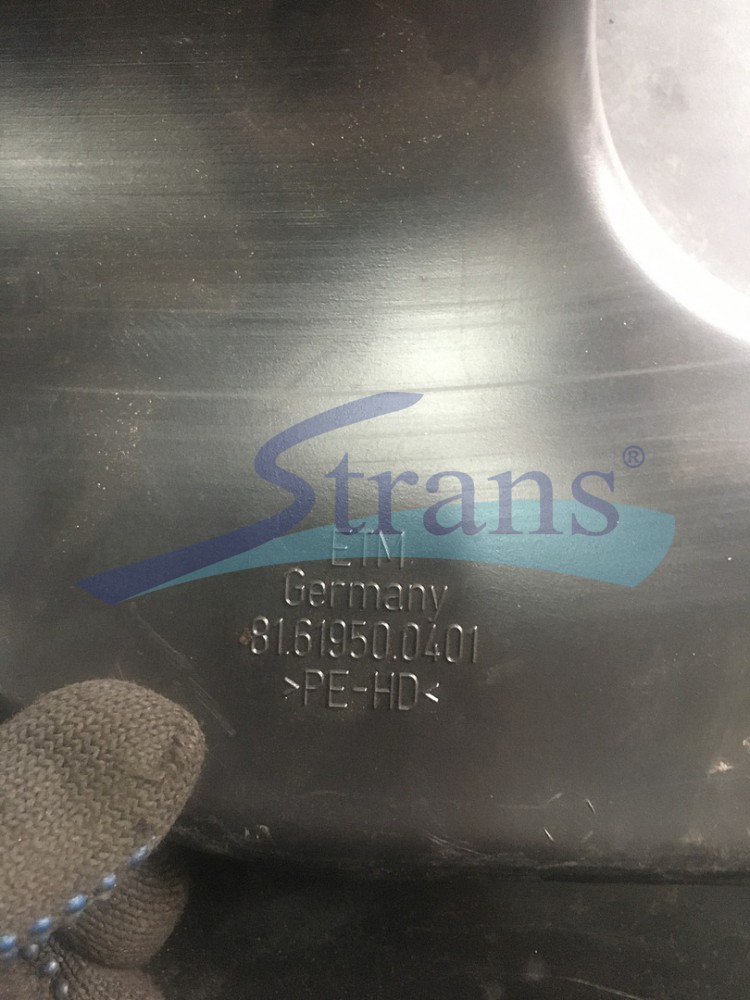 Strans®
ETM
Germany
81.61950.0401
>PE-HD<